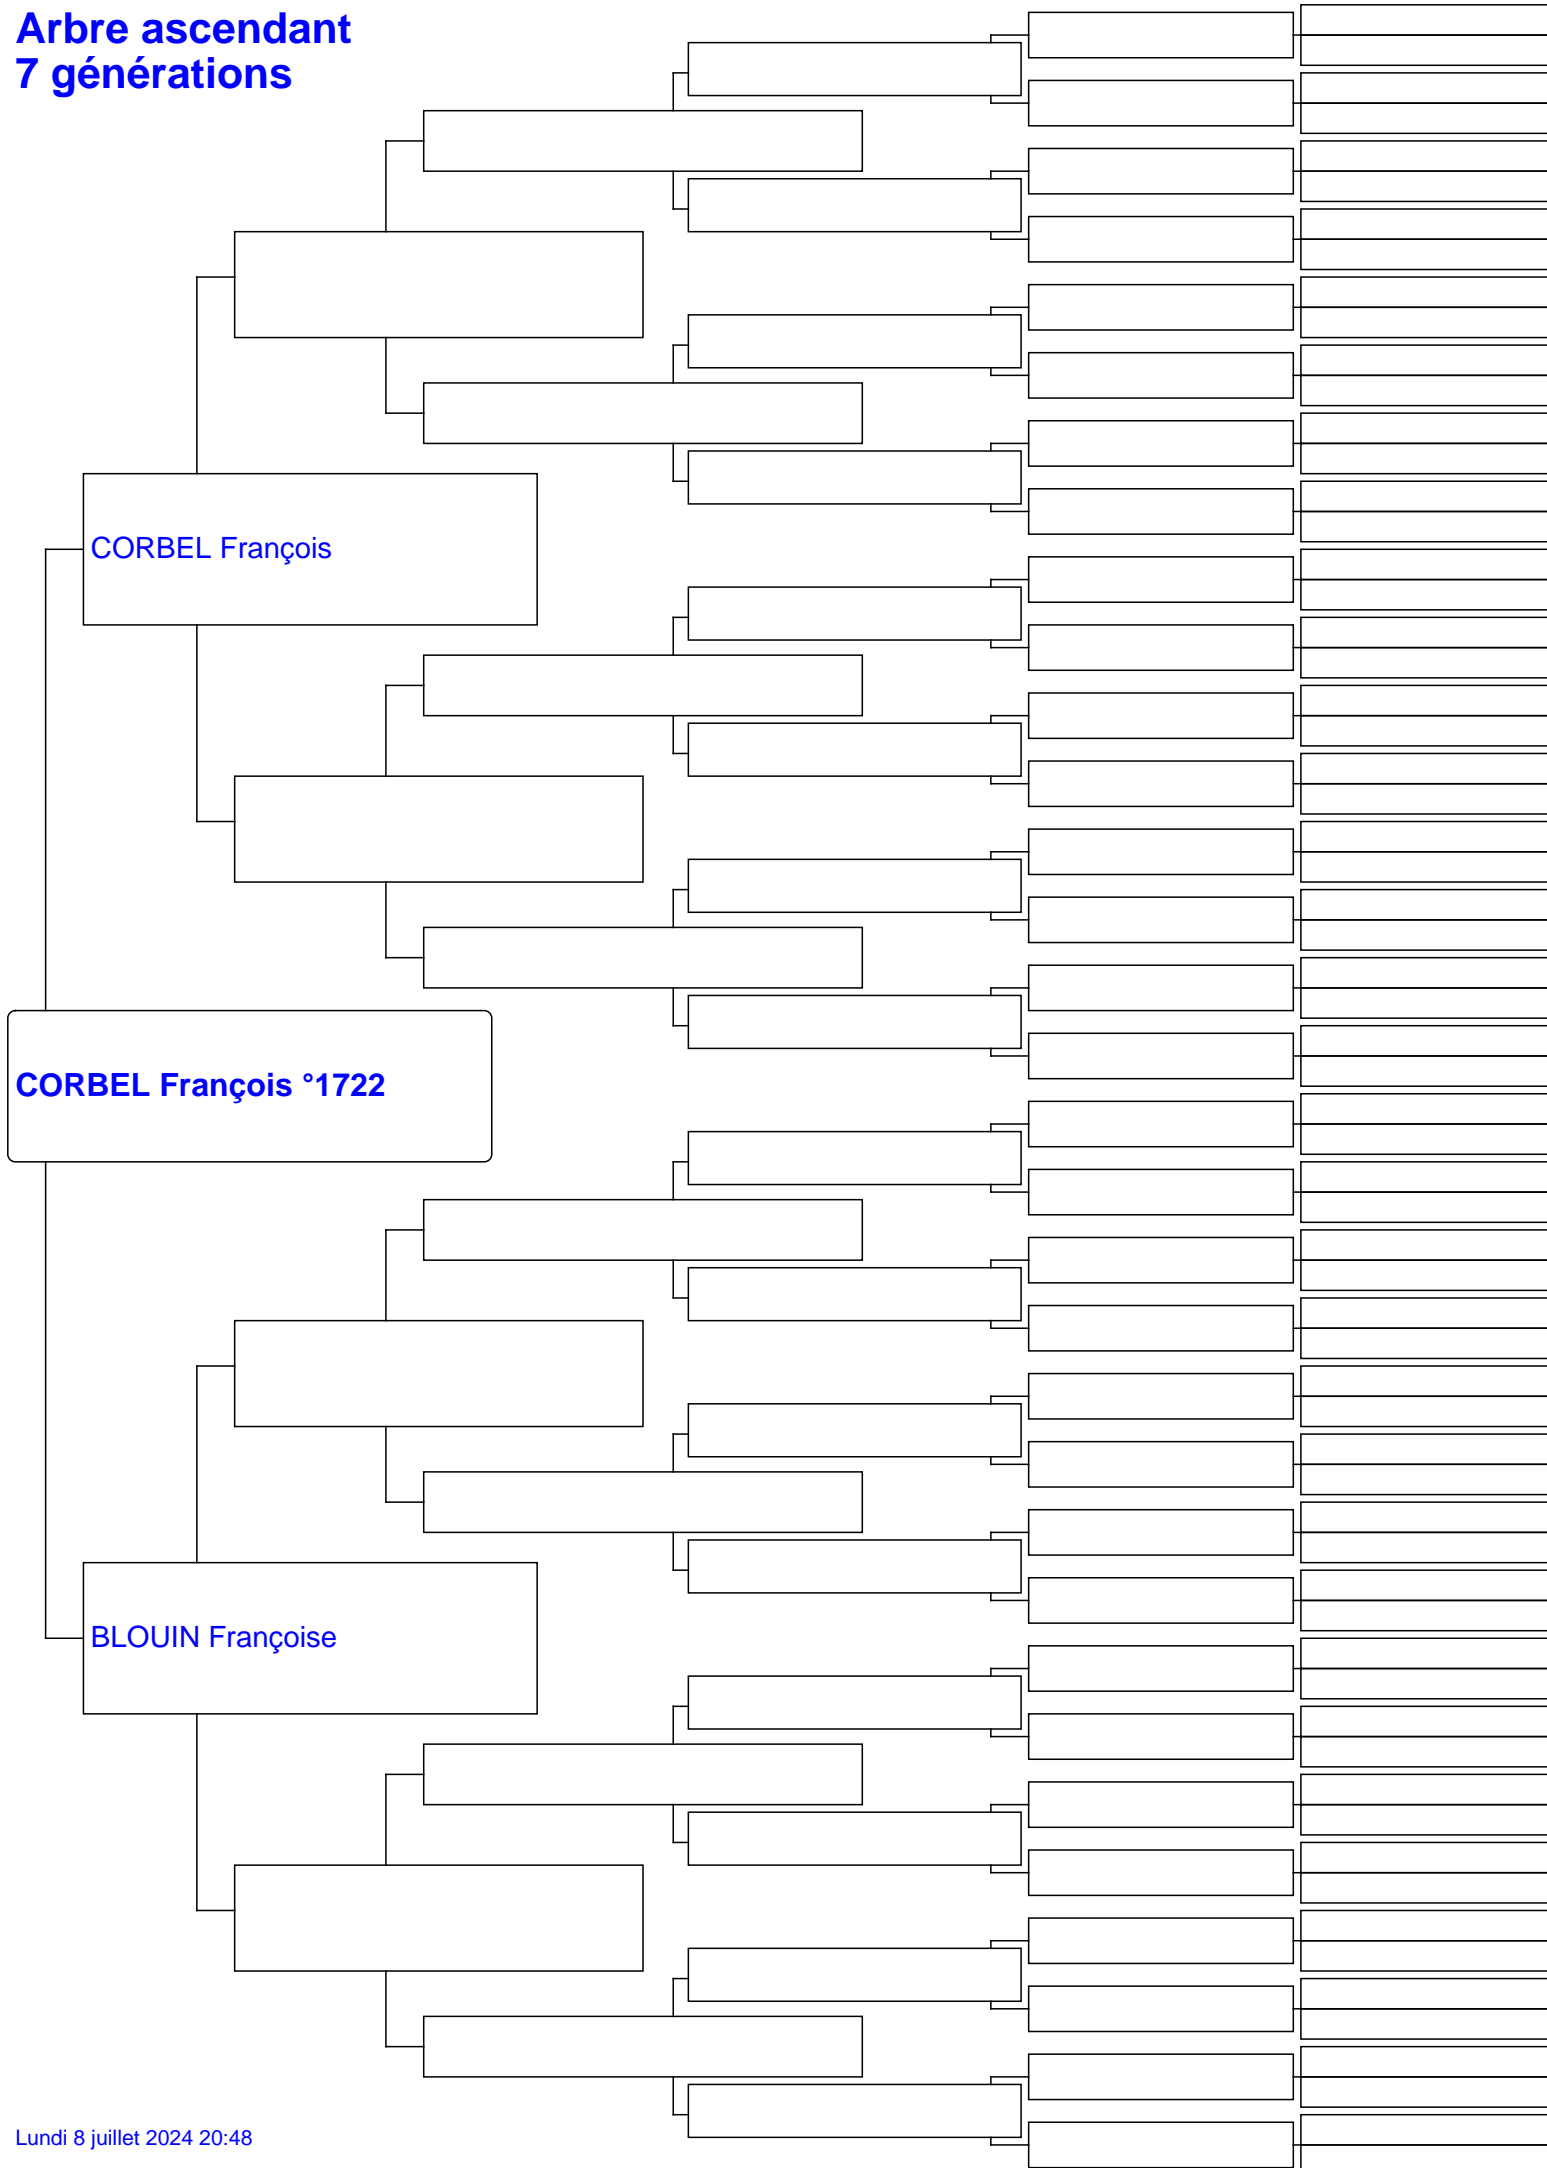 Arbre ascendant
7 générations
CORBEL François
CORBEL François °1722
BLOUIN Françoise
Lundi 8 juillet 2024 20:48